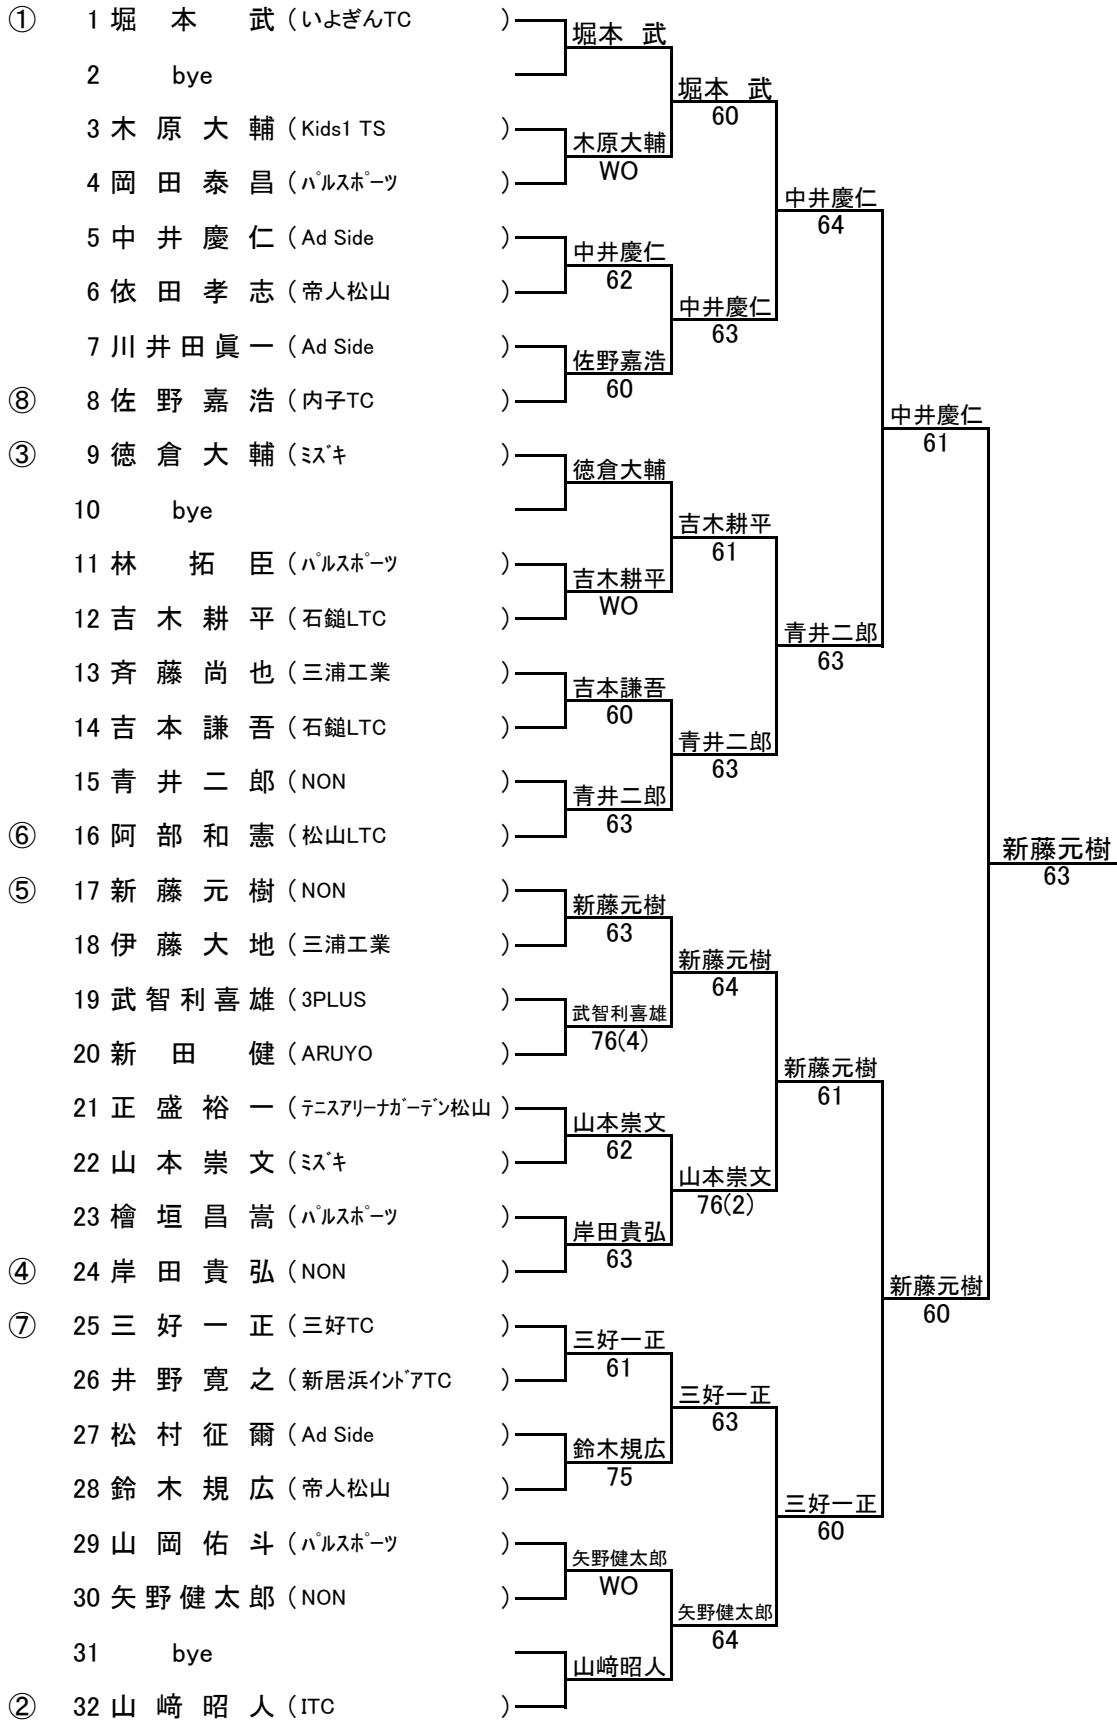 ① 1 堀本武 (いよぎんTC)
堀本 武
2 bye
堀本 武
60
3 木原大輔 (Kids1 TS)
木原大輔
WO
4 岡田泰昌 (パルスポーツ)
中井慶仁
64
5 中井慶仁 (Ad Side)
中井慶仁
62
6 依田孝志 (帝人松山)
中井慶仁
63
7 川井田眞一 (Ad Side)
佐野嘉浩
60
⑧ 8 佐野嘉浩 (内子TC)
中井慶仁
61
③ 9 徳倉大輔 (ミズキ)
徳倉大輔
10 bye
吉木耕平
61
11 林拓臣 (パルスポーツ)
吉木耕平
WO
12 吉木耕平 (石鎚LTC)
青井二郎
63
13 斉藤尚也 (三浦工業)
吉本謙吾
60
14 吉本謙吾 (石鎚LTC)
青井二郎
63
15 青井二郎 (NON)
青井二郎
63
⑥ 16 阿部和憲 (松山LTC)
新藤元樹
63
⑤ 17 新藤元樹 (NON)
新藤元樹
63
18 伊藤大地 (三浦工業)
新藤元樹
64
19 武智利喜雄 (3PLUS)
武智利喜雄
76(4)
20 新田健 (ARUYO)
新藤元樹
61
21 正盛裕一 (テニスアリーナガーデン松山)
山本崇文
62
22 山本崇文 (ミズキ)
山本崇文
76(2)
23 檜垣昌嵩 (パルスポーツ)
岸田貴弘
63
④ 24 岸田貴弘 (NON)
新藤元樹
60
⑦ 25 三好一正 (三好TC)
三好一正
61
26 井野寛之 (新居浜インドアTC)
三好一正
63
27 松村征爾 (Ad Side)
鈴木規広
75
28 鈴木規広 (帝人松山)
三好一正
60
29 山岡佑斗 (パルスポーツ)
矢野健太郎
WO
30 矢野健太郎 (NON)
矢野健太郎
64
31 bye
山﨑昭人
② 32 山﨑昭人 (ITC)